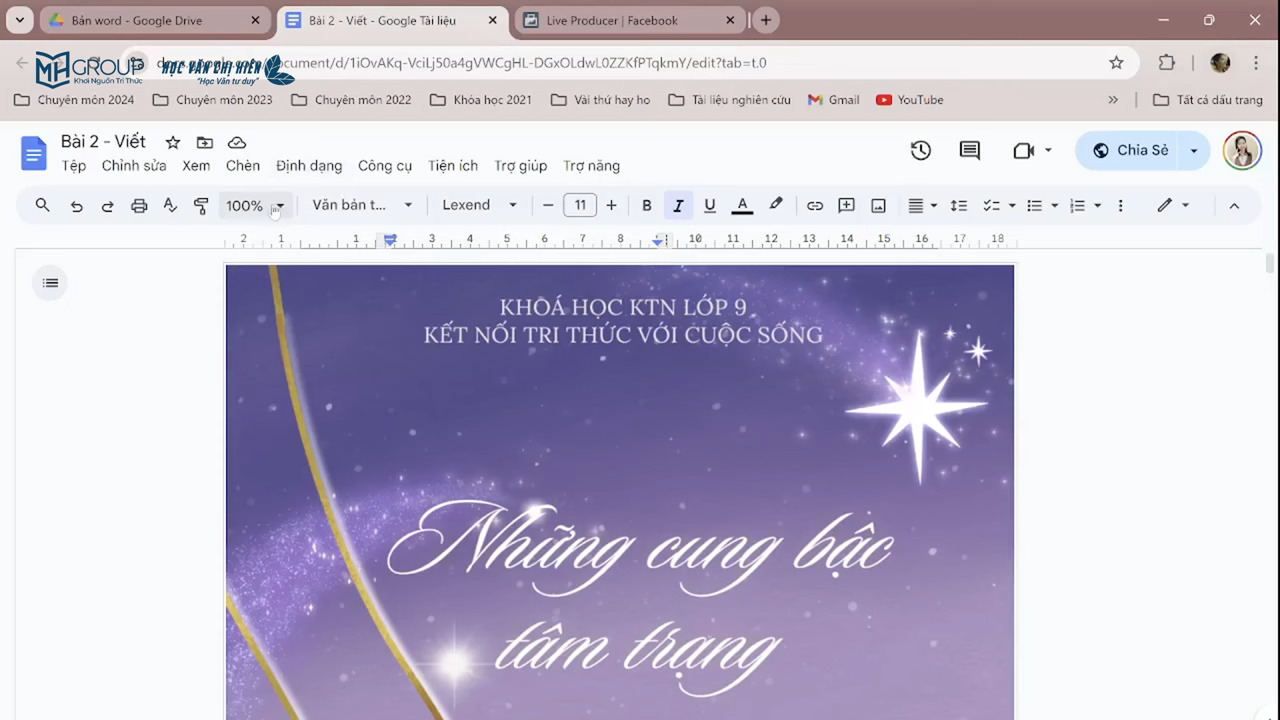 Bản word - Google Drive
Bài 2 - Viết - Google Tài liệu
Live Producer | Facebook
MH GROUP
Khơi Nguồn Tri Thức
HỌC VĂN CHỊ HIÊN
"Học Văn tư duy"
ocument/d/1iOvAKq-VciLj50a4gVWCgHL-DGxOLdwL0ZZKfPTqkmY/edit?tab=t.0
Chuyên môn 2024
Chuyên môn 2023
Chuyên môn 2022
Khóa học 2021
Vài thứ hay ho
Tài liệu nghiên cứu
Gmail
YouTube
Tất cả dấu trang
Bài 2 - Viết
Tệp Chỉnh sửa Xem Chèn Định dạng Công cụ Tiện ích Trợ giúp Trợ năng
Chia Sẻ
100% Văn bản t... Lexend 11 B I U A
2 1 1 2 3 4 5 6 7 8 10 11 12 13 14 15 16 17 18
KHOÁ HỌC KTN LỚP 9
KẾT NỐI TRI THỨC VỚI CUỘC SỐNG
Những cung bậc
tâm trạng